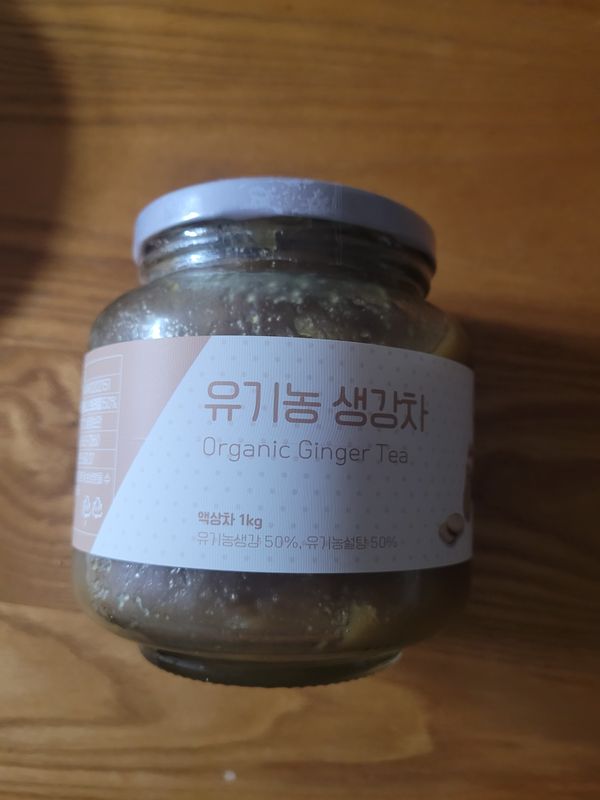 유기농 생강차
Organic Ginger Tea
액상차 1kg
유기농생강 50%, 유기농설탕 50%